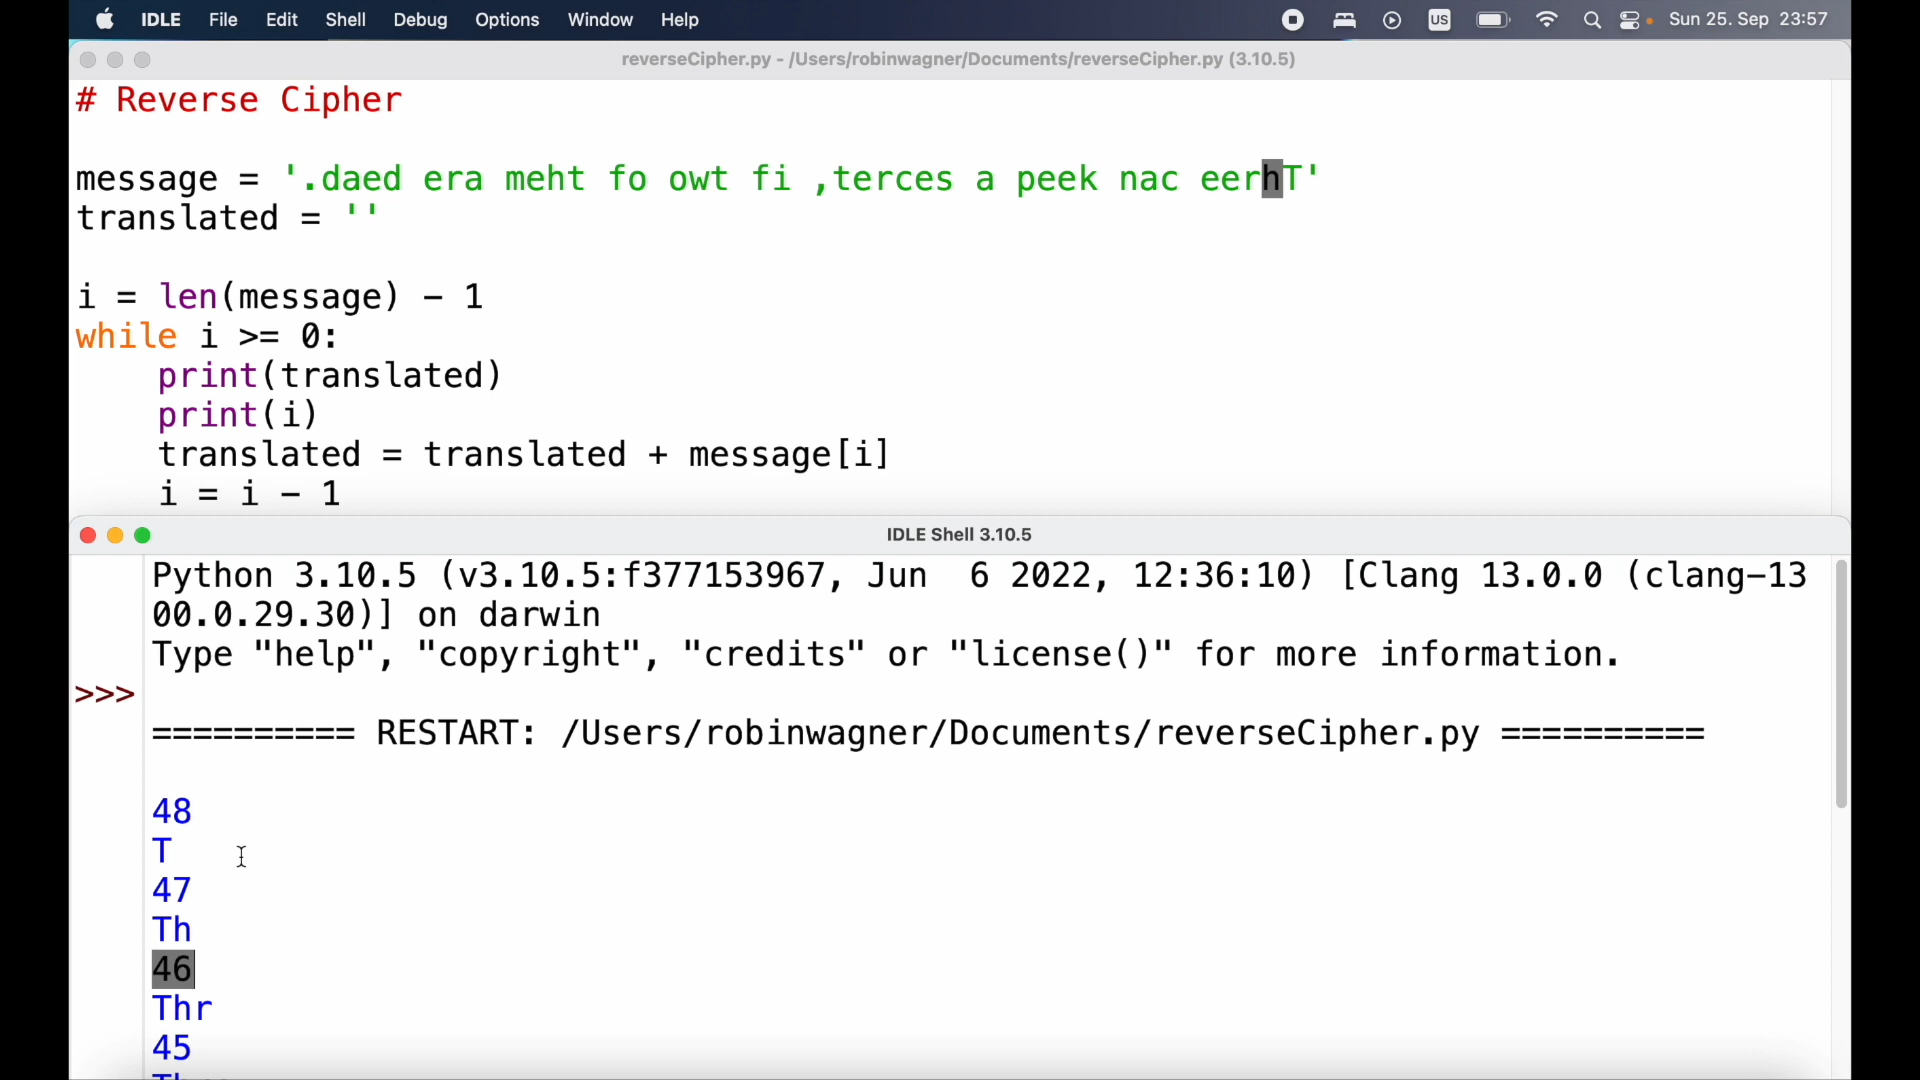 IDLE File Edit Shell Debug Options Window Help US Sun 25. Sep 23:57
reverseCipher.py - /Users/robinwagner/Documents/reverseCipher.py (3.10.5)
# Reverse Cipher
message = '.daed era meht fo owt fi ,terces a peek nac eerhT'
translated = ''
i = len(message) - 1
while i >= 0:
print(translated)
print(i)
translated = translated + message[i]
i = i - 1
IDLE Shell 3.10.5
Python 3.10.5 (v3.10.5:f377153967, Jun  6 2022, 12:36:10) [Clang 13.0.0 (clang-13
00.0.29.30)] on darwin
Type "help", "copyright", "credits" or "license()" for more information.
>>>
========== RESTART: /Users/robinwagner/Documents/reverseCipher.py ==========
48
T
47
Th
46
Thr
45